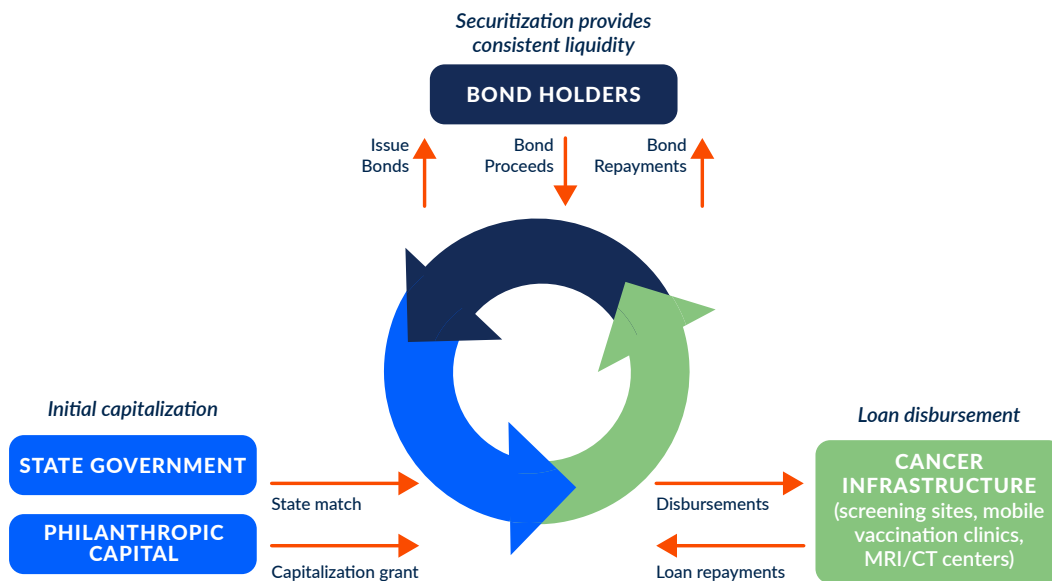 Securitization provides
consistent liquidity
BOND HOLDERS
Issue
Bonds
Bond
Proceeds
Bond
Repayments
Initial capitalization
STATE GOVERNMENT
State match
PHILANTHROPIC
CAPITAL
Capitalization grant
Loan disbursement
Disbursements
CANCER
INFRASTRUCTURE
(screening sites, mobile
vaccination clinics,
MRI/CT centers)
Loan repayments